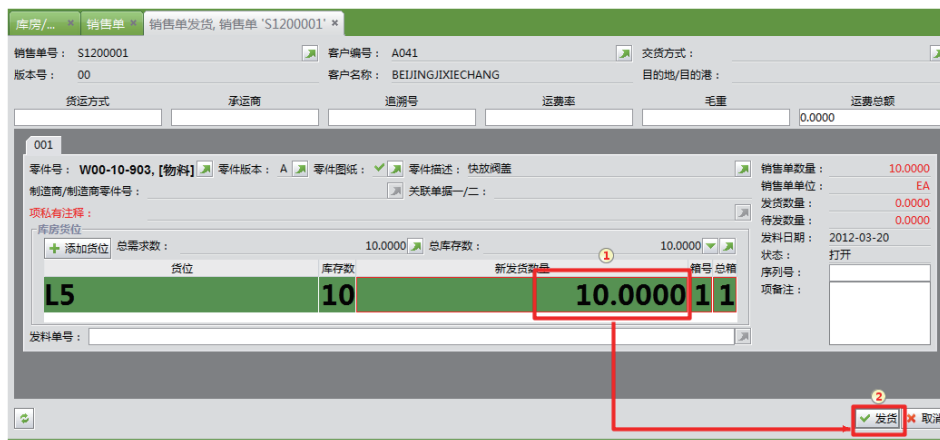 库房/... × 销售单 × 销售单发货, 销售单 'S1200001' ×
销售单号： S1200001 客户编号： A041 交货方式：
版本号： 00 客户名称： BEIJINGJIXIECHANG 目的地/目的港：
货运方式 承运商 追溯号 运费率 毛重 运费总额
0.0000
001
零件号： W00-10-903, [物料] 零件版本： A 零件图纸： 零件描述： 快放阀盖 销售单数量： 10.0000
制造商/制造商零件号： 关联单据一/二： 销售单单位： EA
项私有注释： 发货数量： 0.0000
库房货位 待发数量： 0.0000
添加货位 总需求数： 10.0000 总库存数： 10.0000 发料日期： 2012-03-20
① 状态： 打开
货位 库存数 新发货数量 箱号 总箱 序列号：
L5 10 10.0000 1 1 项备注：
发料单号：
②
发货 取消